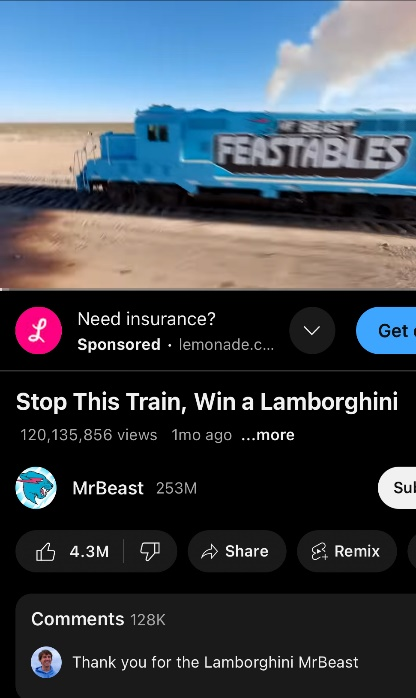 MR BEAST
FEASTABLES
Need insurance?
Sponsored · lemonade.c...
Get
Stop This Train, Win a Lamborghini
120,135,856 views 1mo ago ...more
MrBeast 253M
Sub
4.3M Share Remix
Comments 128K
Thank you for the Lamborghini MrBeast